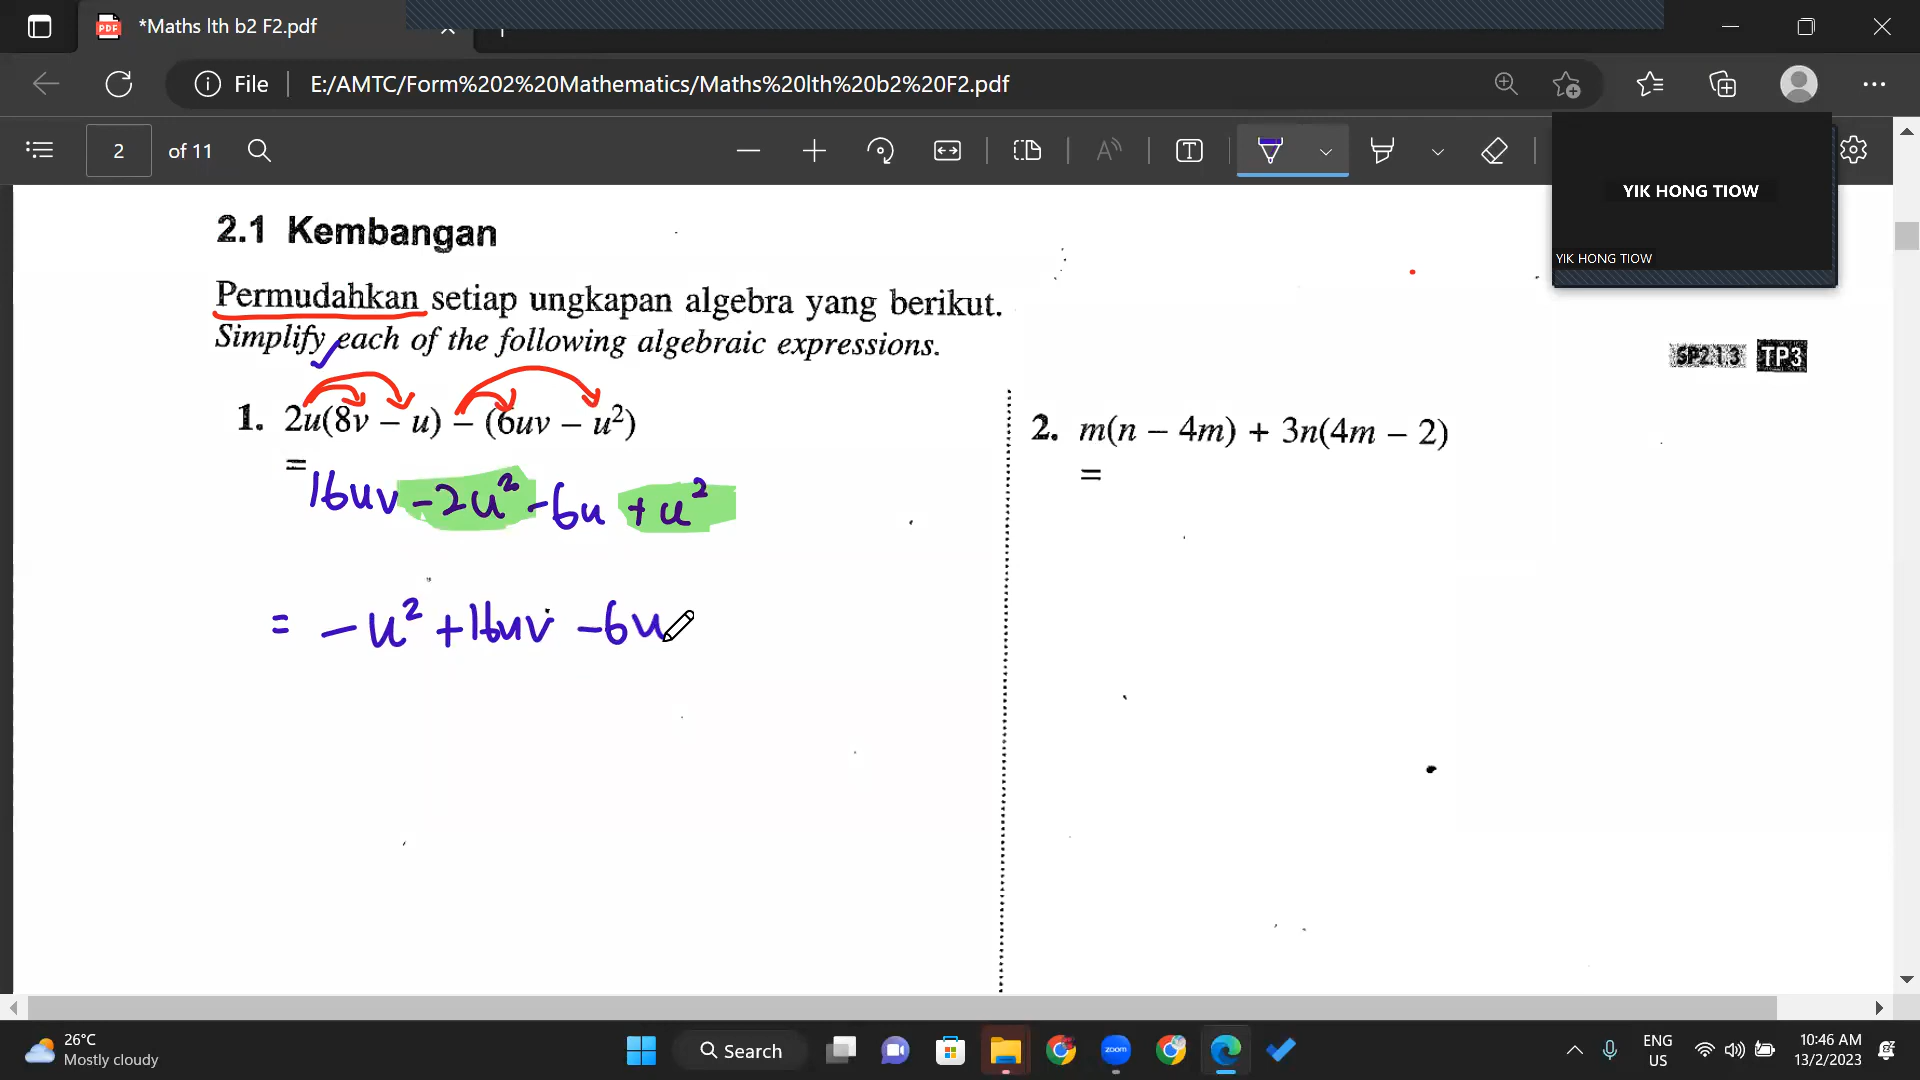 *Maths lth b2 F2.pdf
File
E:/AMTC/Form%202%20Mathematics/Maths%20lth%20b2%20F2.pdf
2 of 11
YIK HONG TIOW
YIK HONG TIOW
2.1 Kembangan
Permudahkan setiap ungkapan algebra yang berikut.
Simplify each of the following algebraic expressions.
SP2.1.3 TP3
1. 2u(8v − u) − (6uv − u²)
=
16uv −2u² −6u +u²
= −u² +16uv −6u
2. m(n − 4m) + 3n(4m − 2)
=
26°C
Mostly cloudy
Search
zoom
ENG
US
10:46 AM
13/2/2023